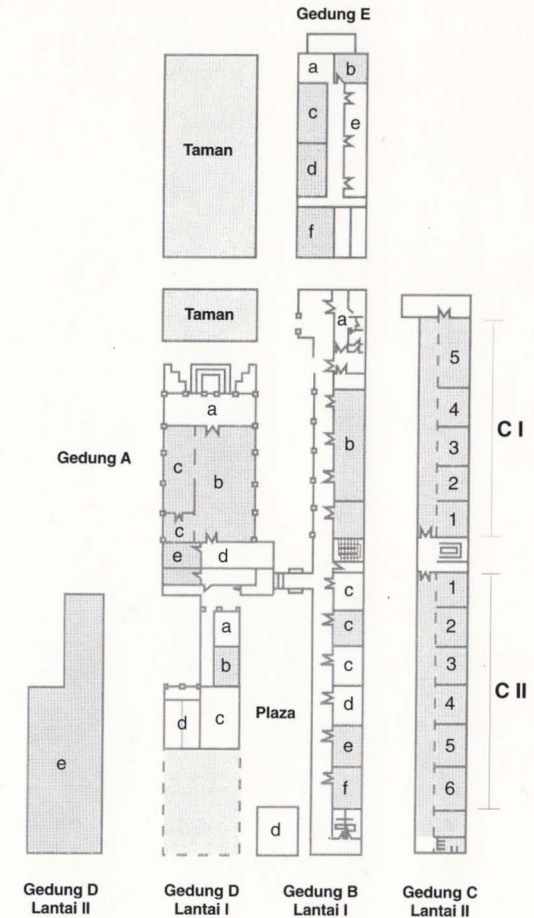 Gedung E
a
b
c
e
d
f
Taman
Taman
a
a
b
5
4
3
2
1
C I
Gedung A
c
b
c
e
d
c
c
c
d
e
f
1
2
3
4
5
6
C II
a
b
c
d
Plaza
e
d
Gedung D
Lantai II
Gedung D
Lantai I
Gedung B
Lantai I
Gedung C
Lantai II